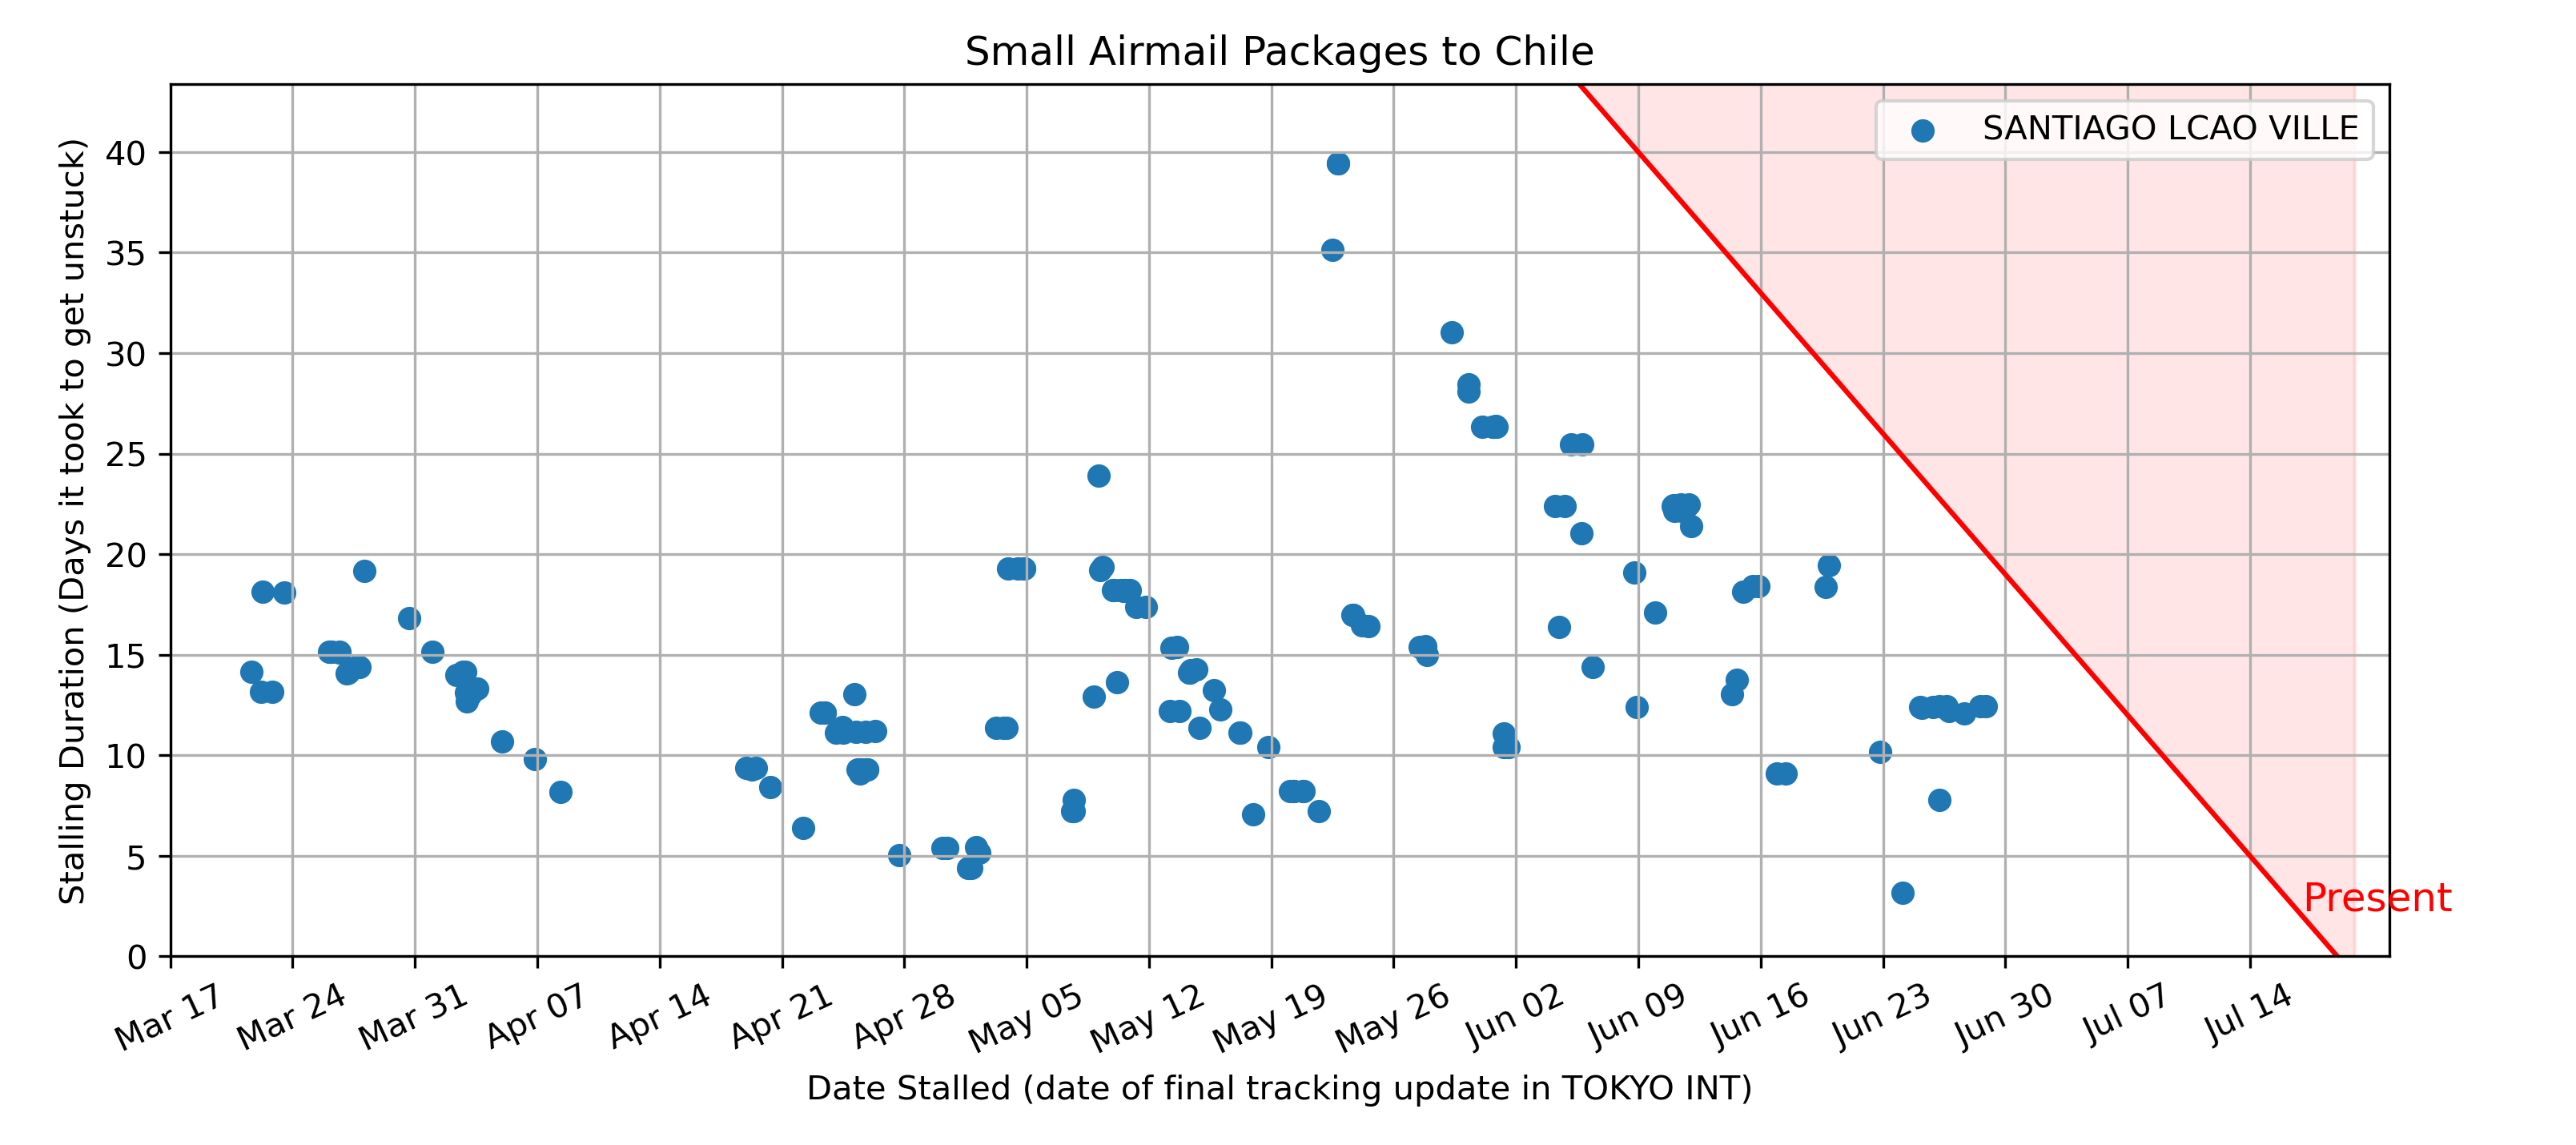 Small Airmail Packages to Chile
SANTIAGO LCAO VILLE
Stalling Duration (Days it took to get unstuck)
40
35
30
25
20
15
10
5
0
Present
Mar 17
Mar 24
Mar 31
Apr 07
Apr 14
Apr 21
Apr 28
May 05
May 12
May 19
May 26
Jun 02
Jun 09
Jun 16
Jun 23
Jun 30
Jul 07
Jul 14
Date Stalled (date of final tracking update in TOKYO INT)